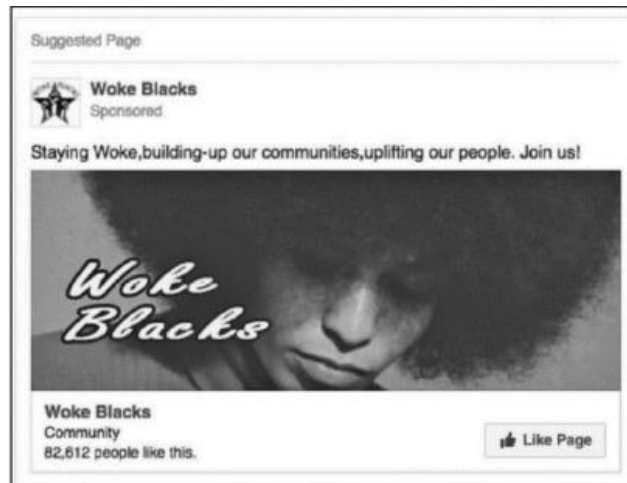 Suggested Page
Woke Blacks
Sponsored
Staying Woke,building-up our communities,uplifting our people. Join us!
Woke
Blacks
Woke Blacks
Community
82,612 people like this.
Like Page